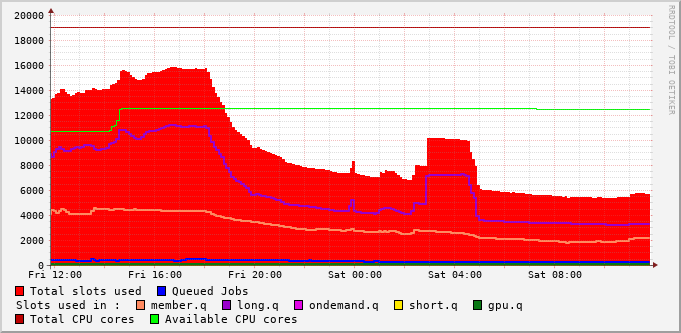 20000
18000
16000
14000
12000
10000
8000
6000
4000
2000
0
Fri 12:00 Fri 16:00 Fri 20:00 Sat 00:00 Sat 04:00 Sat 08:00
Total slots used Queued Jobs
Slots used in : member.q long.q ondemand.q short.q gpu.q
Total CPU cores Available CPU cores
RRDTOOL / TOBI OETIKER